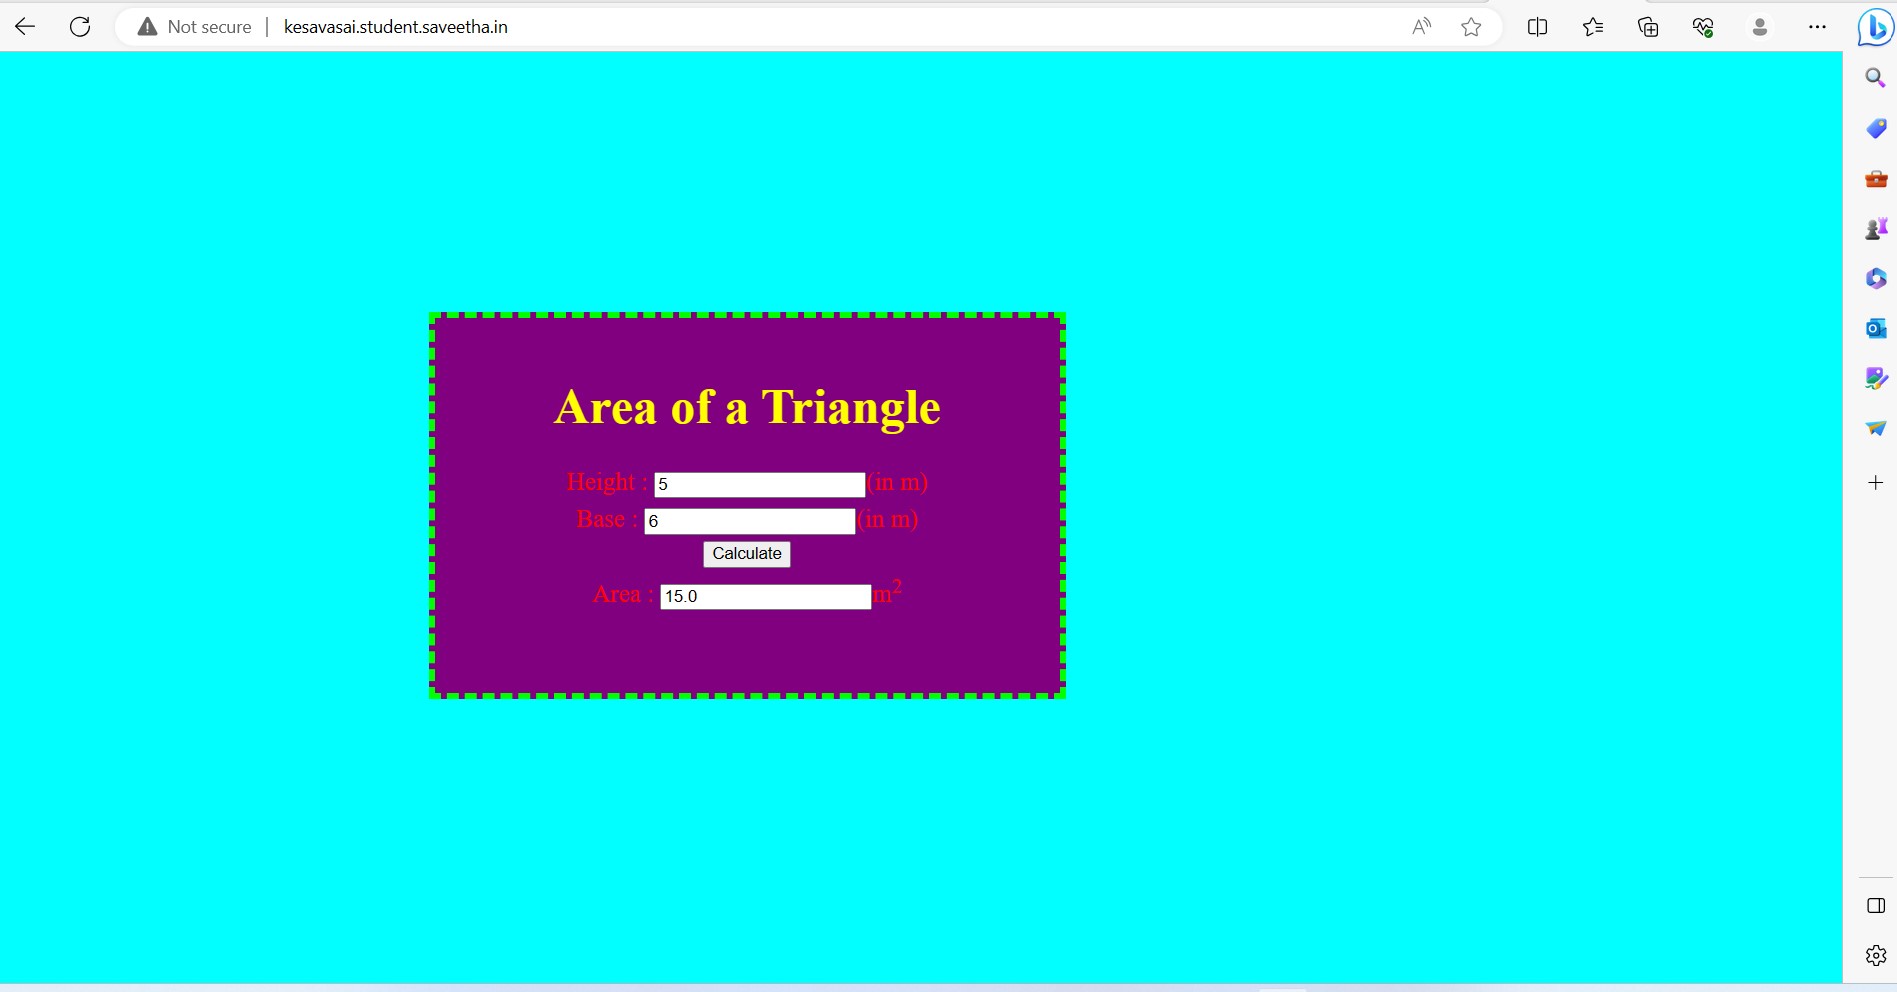 Not secure kesavasai.student.saveetha.in
Area of a Triangle
Height : 5 (in m)
Base : 6 (in m)
Calculate
Area : 15.0 m²